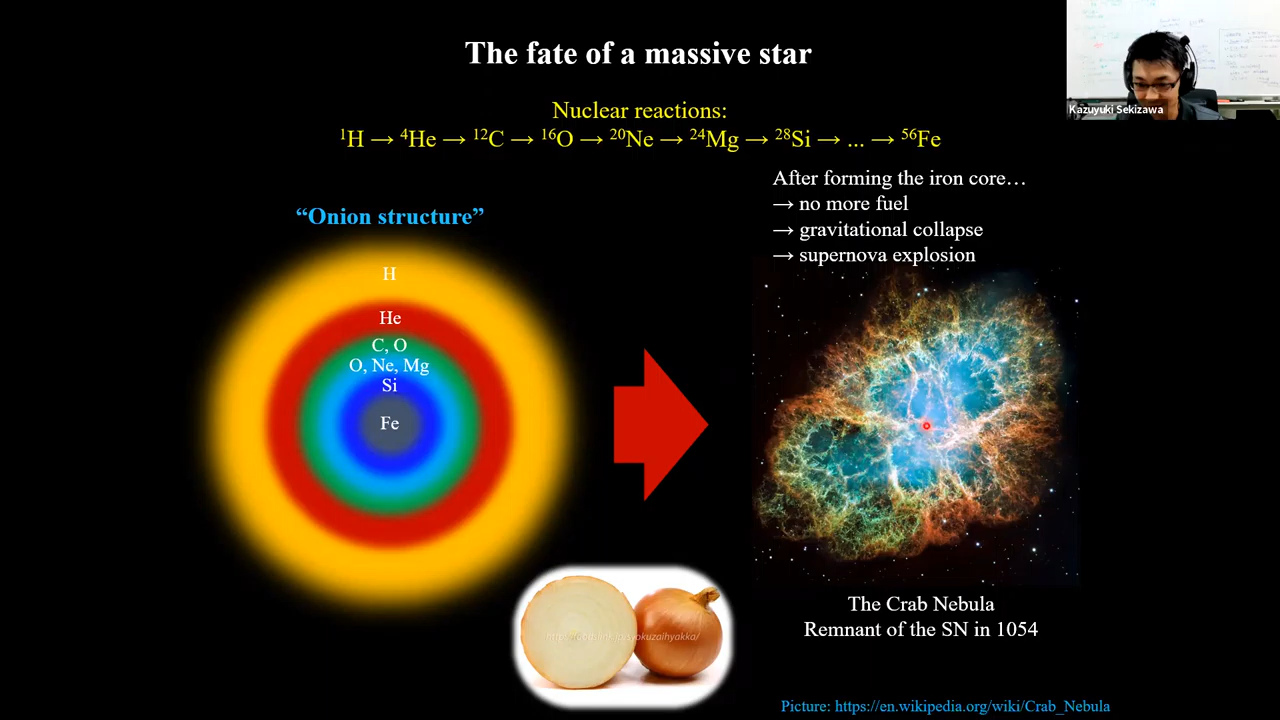 The fate of a massive star
Kazuyuki Sekizawa
Nuclear reactions:
¹H → ⁴He → ¹²C → ¹⁶O → ²⁰Ne → ²⁴Mg → ²⁸Si → ... → ⁵⁶Fe
“Onion structure”
H
He
C, O
O, Ne, Mg
Si
Fe
After forming the iron core…
→ no more fuel
→ gravitational collapse
→ supernova explosion
The Crab Nebula
Remnant of the SN in 1054
Picture: https://en.wikipedia.org/wiki/Crab_Nebula